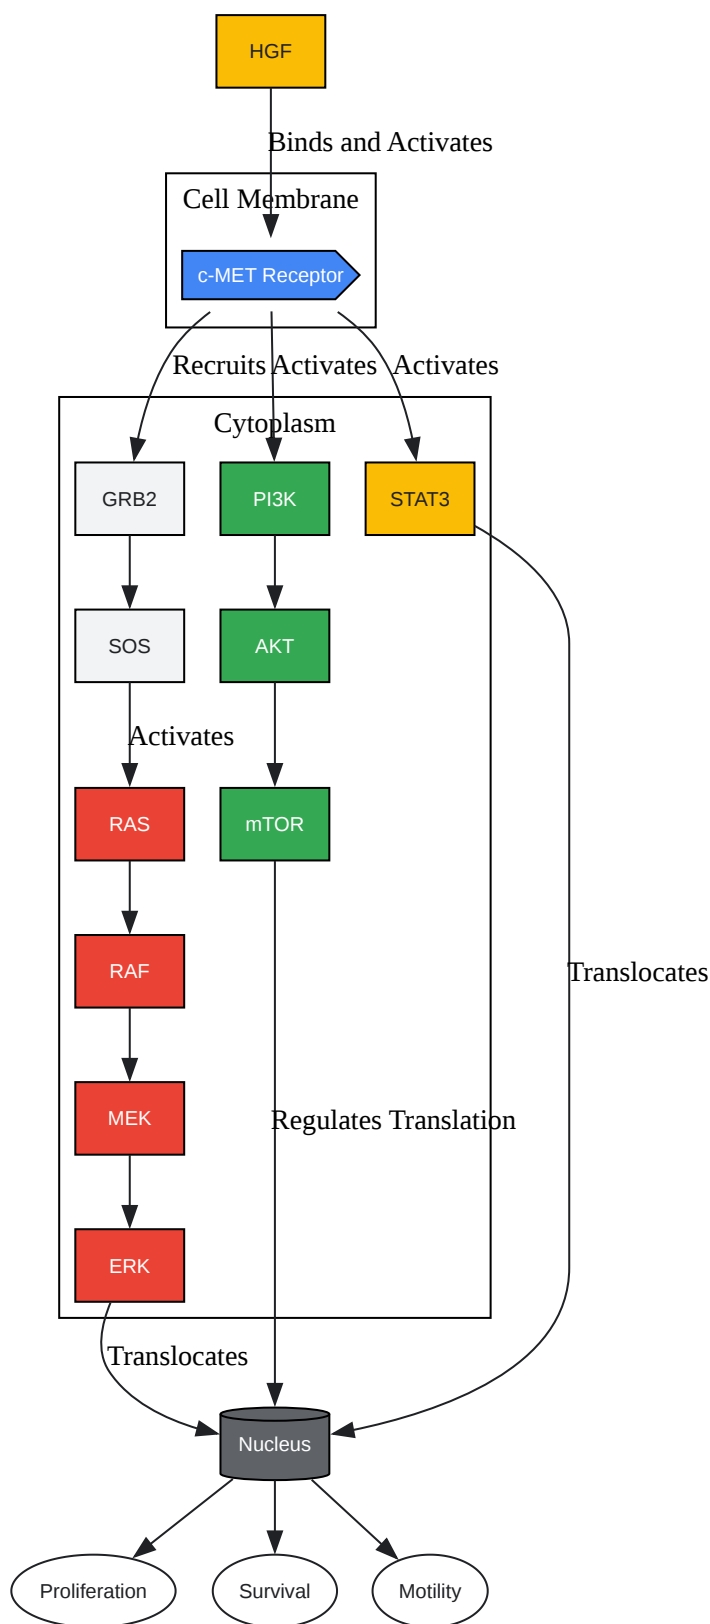 HGF
Binds and Activates
Cell Membrane
c-MET Receptor
Recruits
Activates
Activates
Cytoplasm
GRB2
PI3K
STAT3
SOS
AKT
Activates
RAS
mTOR
RAF
Translocates
MEK
Regulates Translation
ERK
Translocates
Nucleus
Proliferation
Survival
Motility